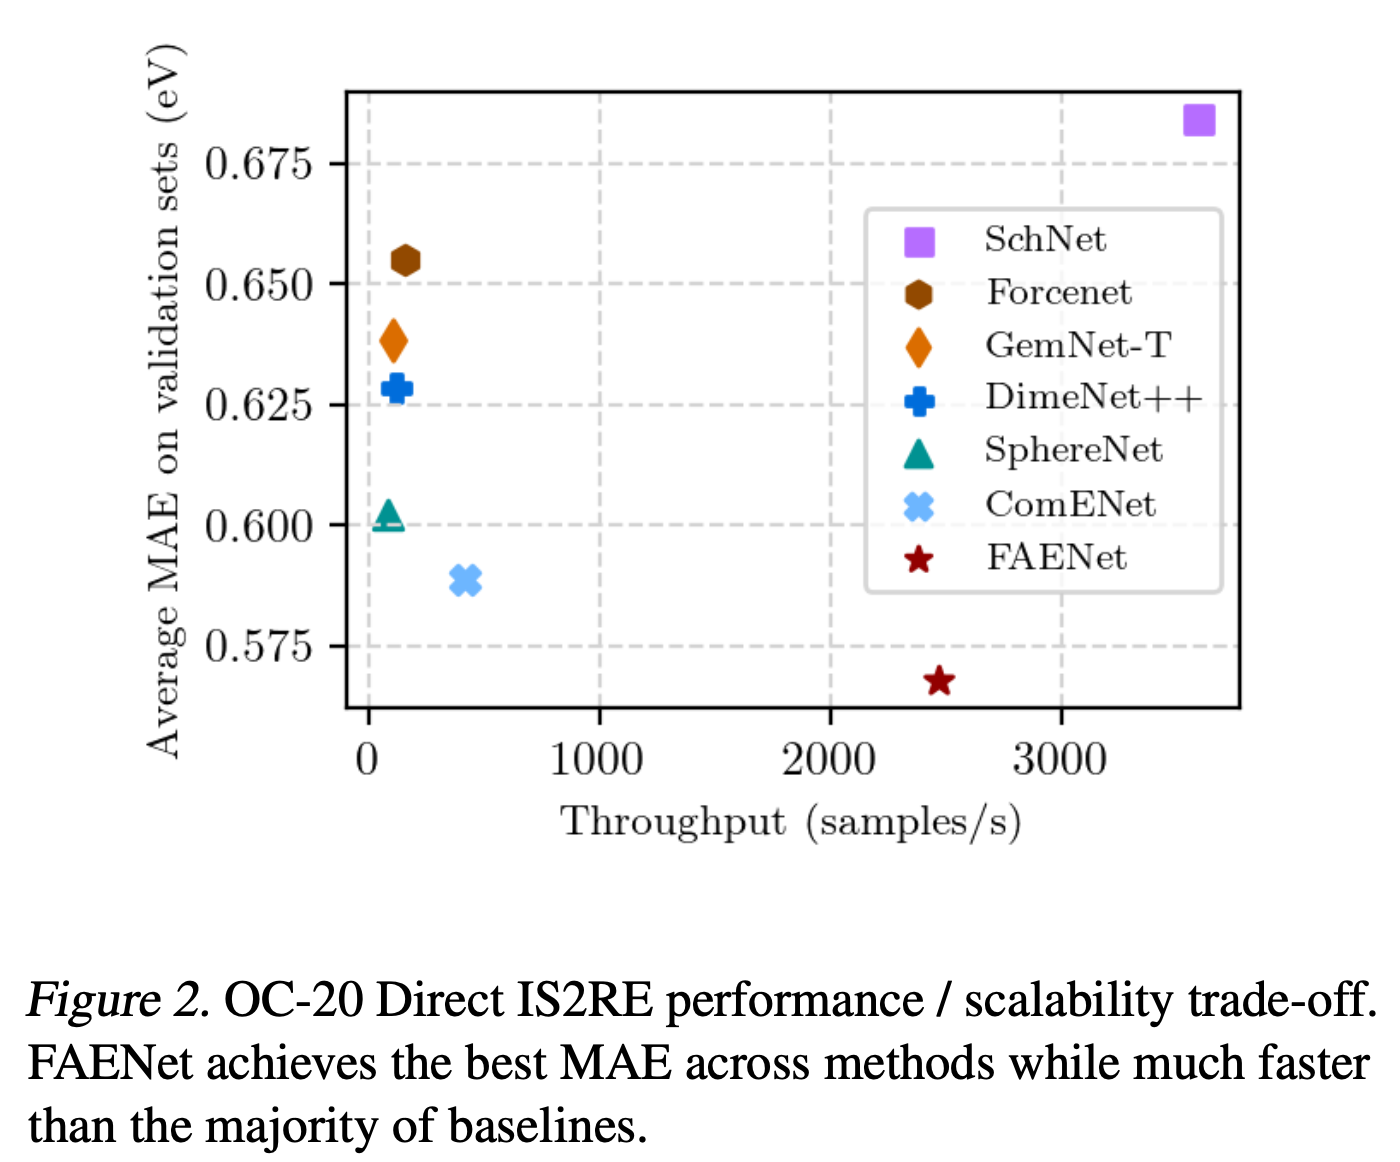 Average MAE on validation sets (eV)
0.675
0.650
0.625
0.600
0.575
SchNet
Forcenet
GemNet-T
DimeNet++
SphereNet
ComENet
FAENet
0 1000 2000 3000
Throughput (samples/s)
Figure 2. OC-20 Direct IS2RE performance / scalability trade-off.
FAENet achieves the best MAE across methods while much faster
than the majority of baselines.